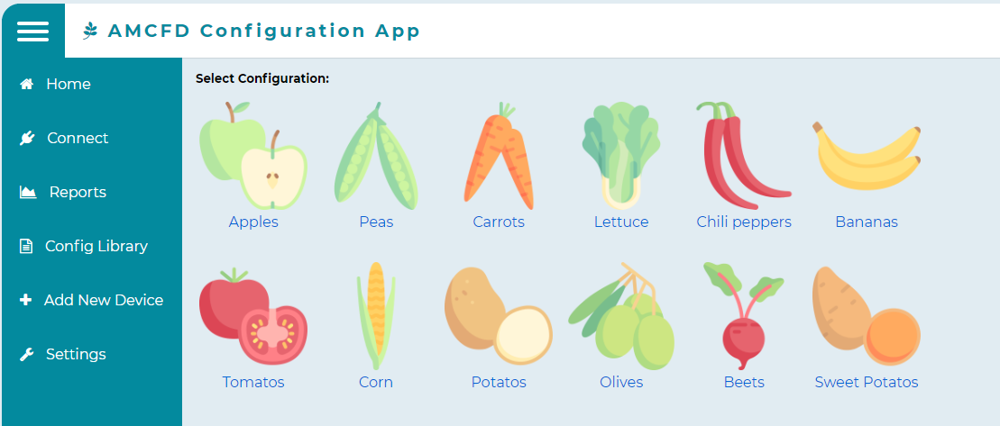 AMCFD Configuration App
Home
Connect
Reports
Config Library
Add New Device
Settings
Select Configuration:
Apples
Peas
Carrots
Lettuce
Chili peppers
Bananas
Tomatos
Corn
Potatos
Olives
Beets
Sweet Potatos